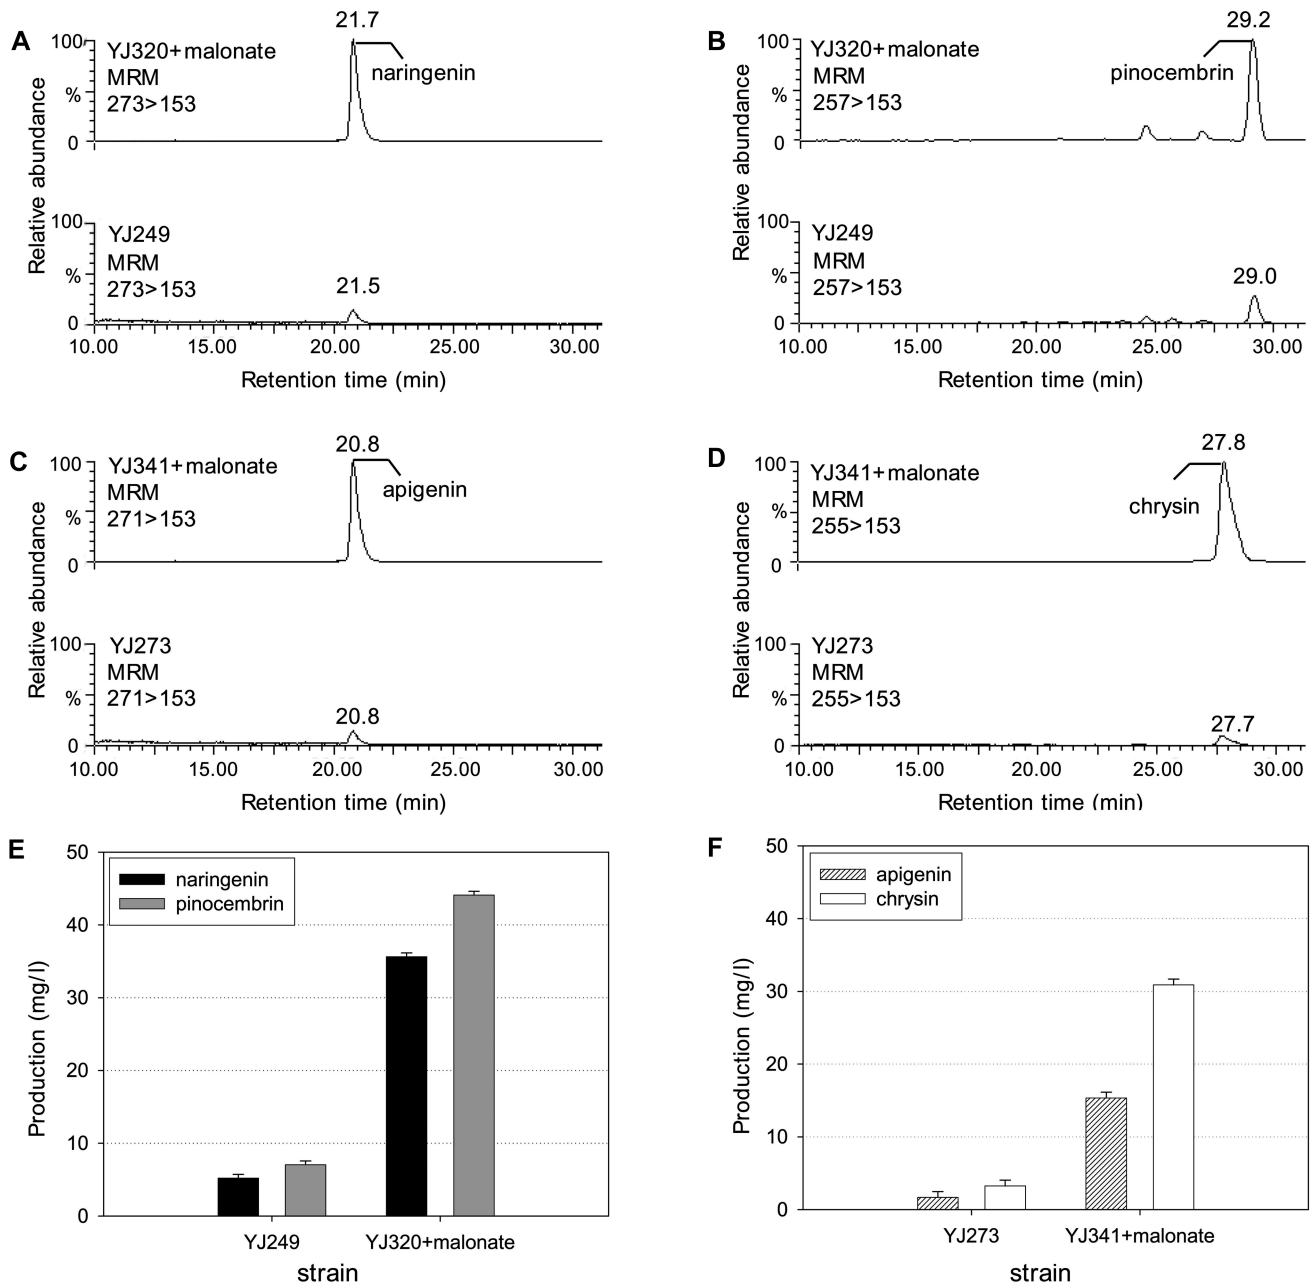 A
21.7
100
YJ320+malonate
MRM
273>153
naringenin
%
0
Relative abundance
100
YJ249
MRM
273>153
21.5
%
0
10.00 15.00 20.00 25.00 30.00
Retention time (min)
B
29.2
100
YJ320+malonate
MRM
257>153
pinocembrin
%
0
Relative abundance
100
YJ249
MRM
257>153
29.0
%
0
10.00 15.00 20.00 25.00 30.00
Retention time (min)
C
20.8
100
YJ341+malonate
MRM
271>153
apigenin
%
0
Relative abundance
100
YJ273
MRM
271>153
20.8
%
0
10.00 15.00 20.00 25.00 30.00
Retention time (min)
D
27.8
100
YJ341+malonate
MRM
255>153
chrysin
%
0
Relative abundance
100
YJ273
MRM
255>153
27.7
%
0
10.00 15.00 20.00 25.00 30.00
Retention time (min)
E
50
40
30
20
10
0
Production (mg/l)
naringenin
pinocembrin
YJ249 YJ320+malonate
strain
F
50
40
30
20
10
0
Production (mg/l)
apigenin
chrysin
YJ273 YJ341+malonate
strain